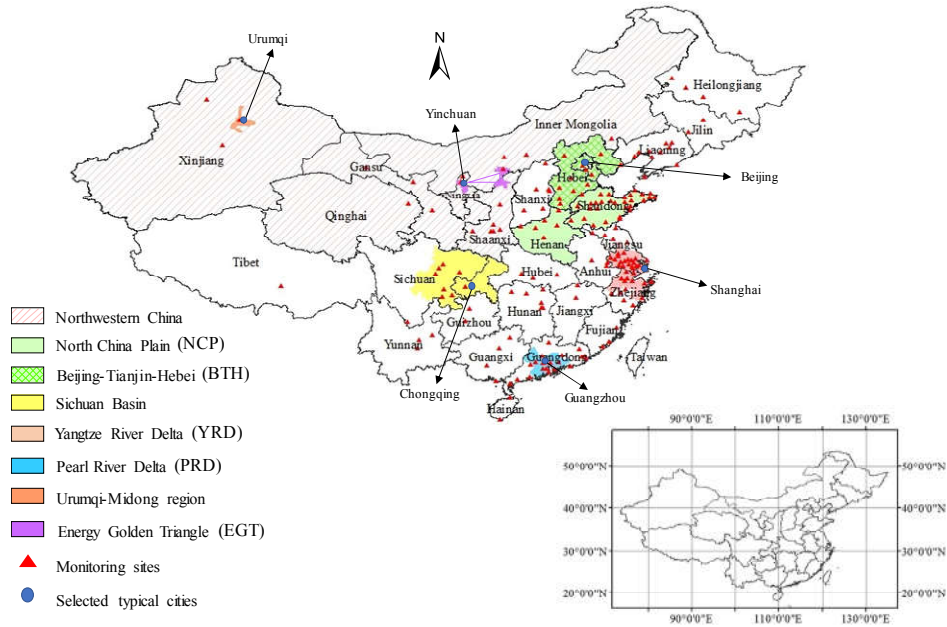 Urumqi
N
Yinchuan
Heilongjiang
Jilin
Inner Mongolia
Liaoning
Xinjiang
Gansu
Hebei
Beijing
Shanxi
Shandong
Qinghai
Shaanxi
Henan
Jiangsu
Tibet
Sichuan
Hubei
Anhui
Shanghai
Zhejiang
Hunan
Jiangxi
Gurzhou
Fujian
Yunnan
Guangxi
Guangdong
Taiwan
Chongqing
Guangzhou
Hainan
Northwestern China
North China Plain (NCP)
Beijing-Tianjin-Hebei (BTH)
Sichuan Basin
Yangtze River Delta (YRD)
Pearl River Delta (PRD)
Urumqi-Midong region
Energy Golden Triangle (EGT)
Monitoring sites
Selected typical cities
90°0'0"E 110°0'0"E 130°0'0"E
50°0'0"N 50°0'0"N
40°0'0"N 40°0'0"N
30°0'0"N 30°0'0"N
20°0'0"N 20°0'0"N
90°0'0"E 110°0'0"E 130°0'0"E